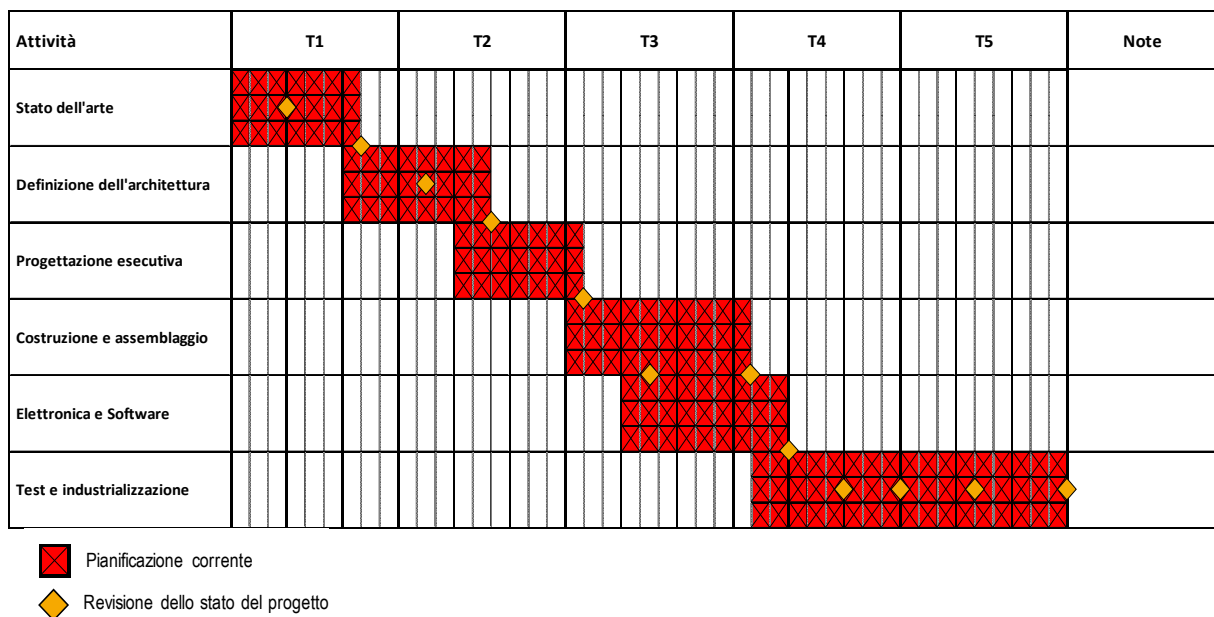 Attività T1 T2 T3 T4 T5 Note
Stato dell'arte
Definizione dell'architettura
Progettazione esecutiva
Costruzione e assemblaggio
Elettronica e Software
Test e industrializzazione
Pianificazione corrente
Revisione dello stato del progetto